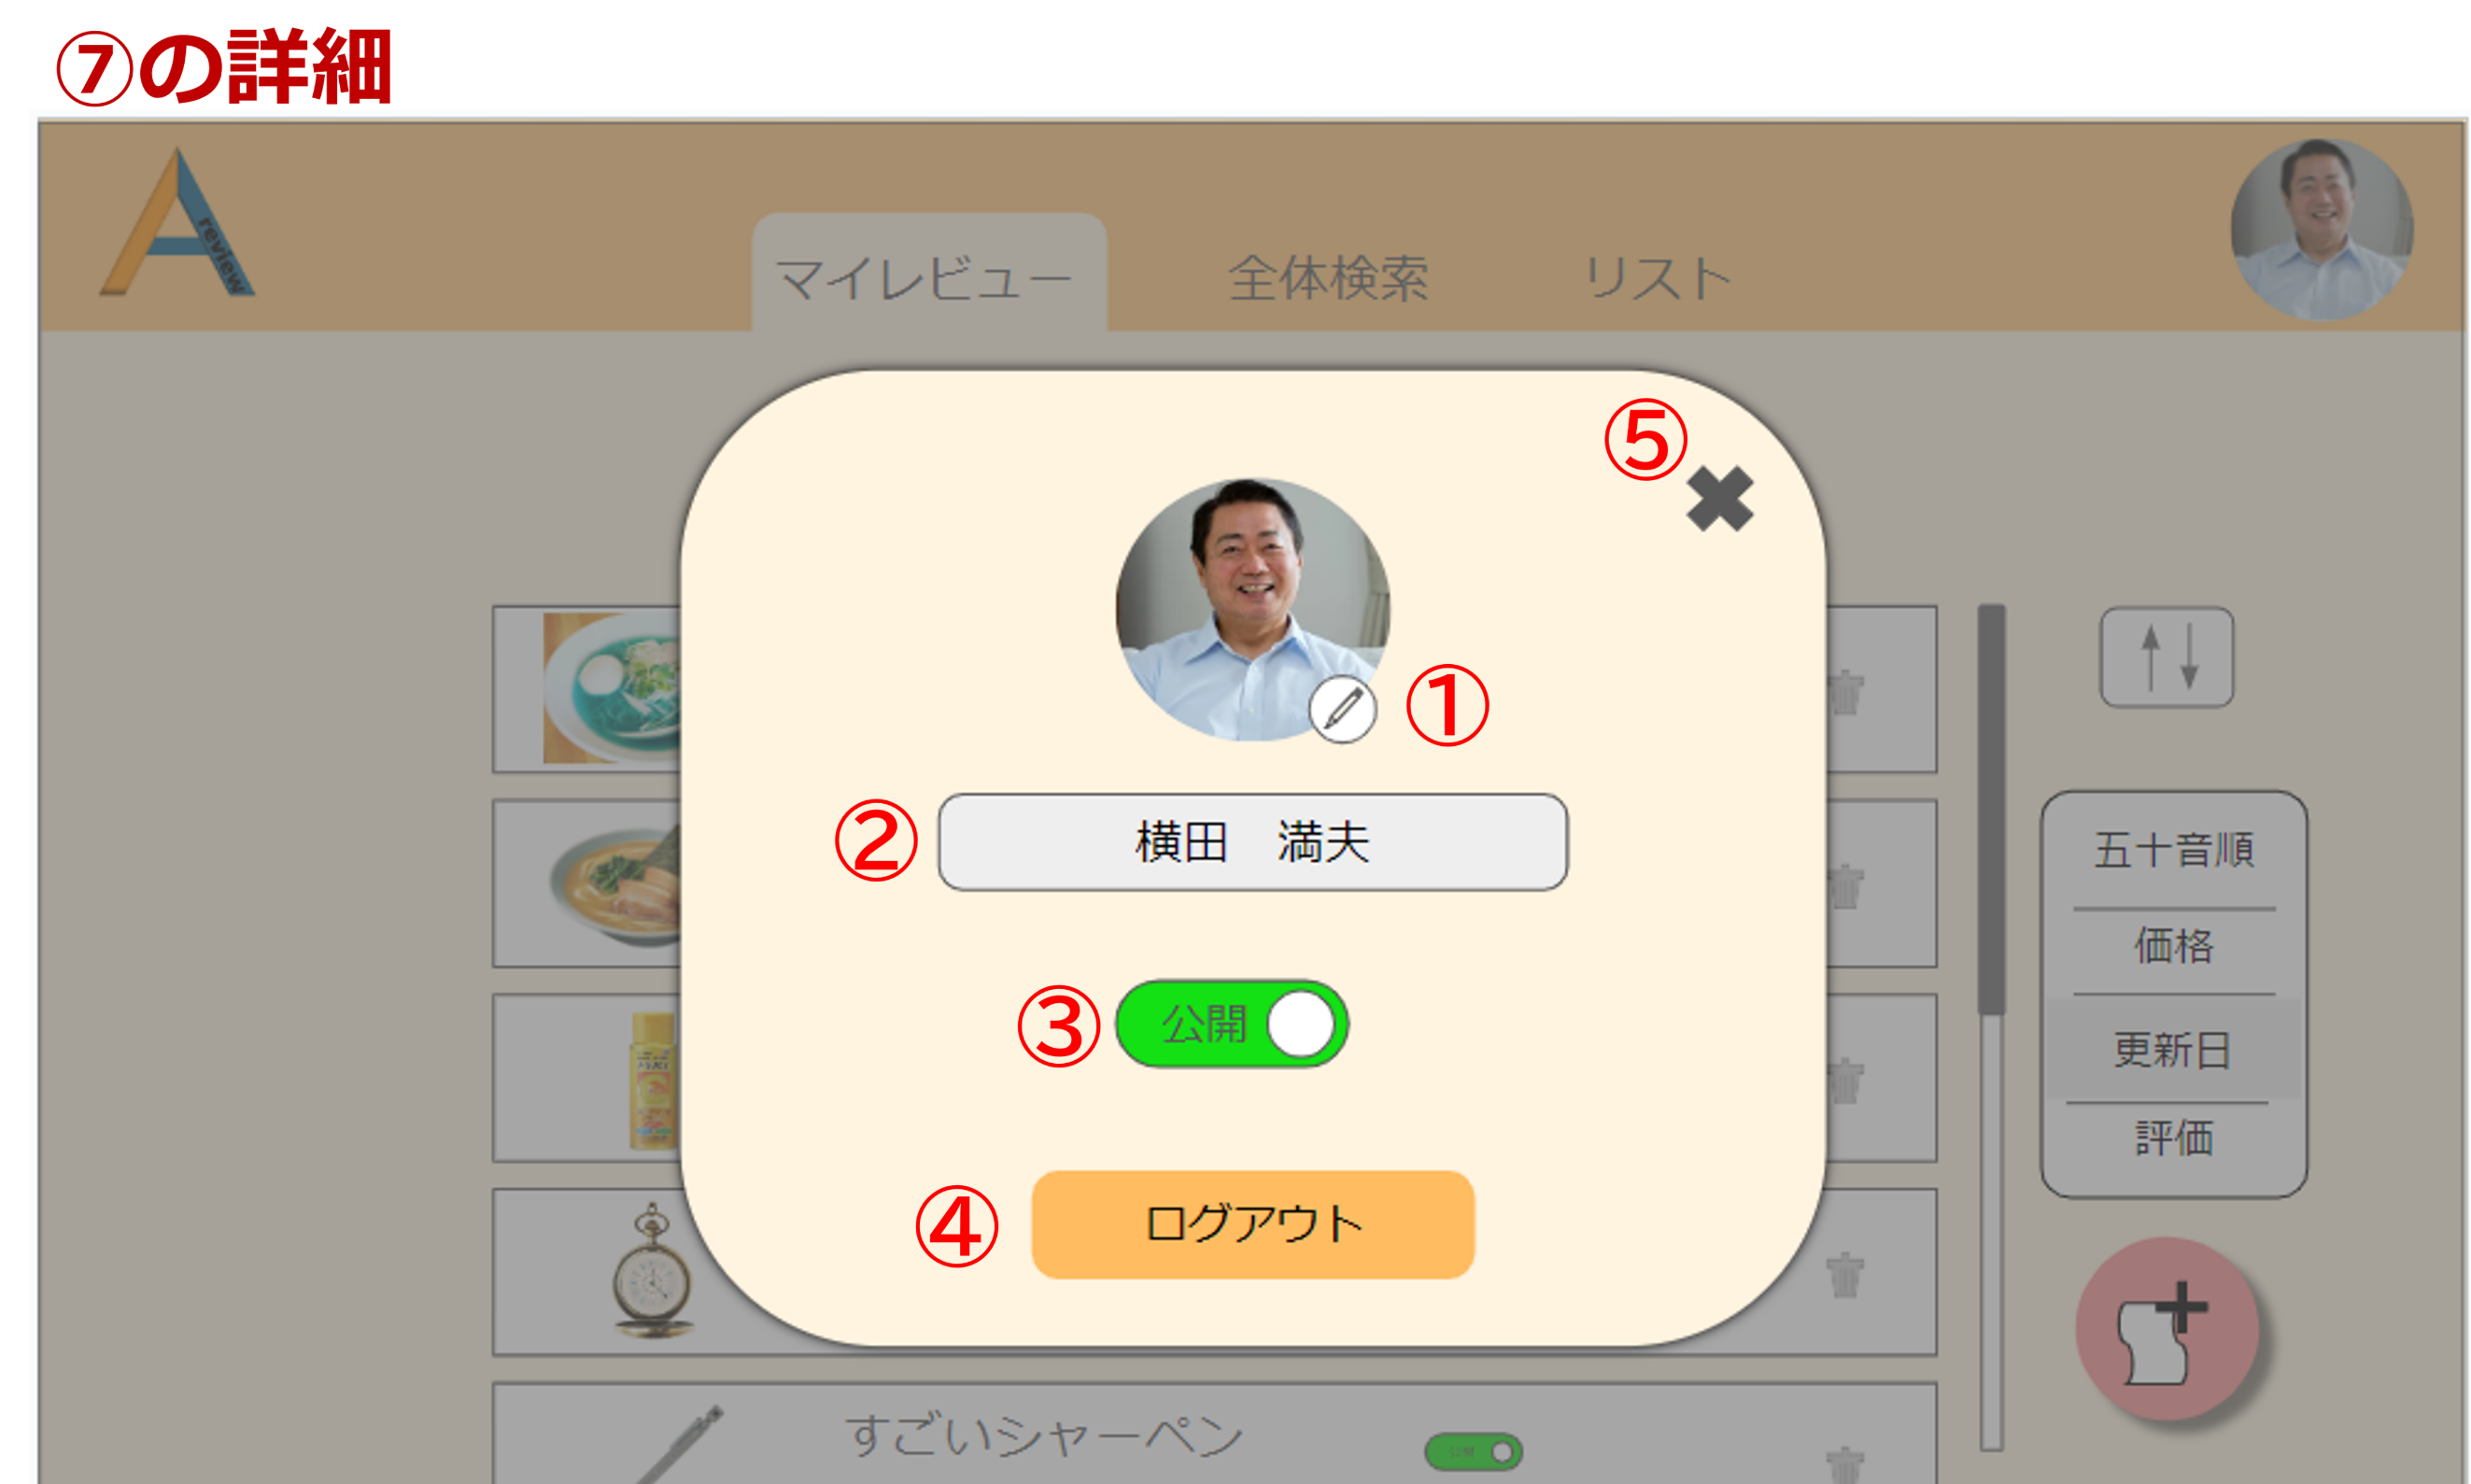 ⑦の詳細
A review
マイレビュー 全体検索 リスト
⑤
①
② 横田 満夫
③ 公開
④ ログアウト
五十音順
価格
更新日
評価
すごいシャーペン 公開